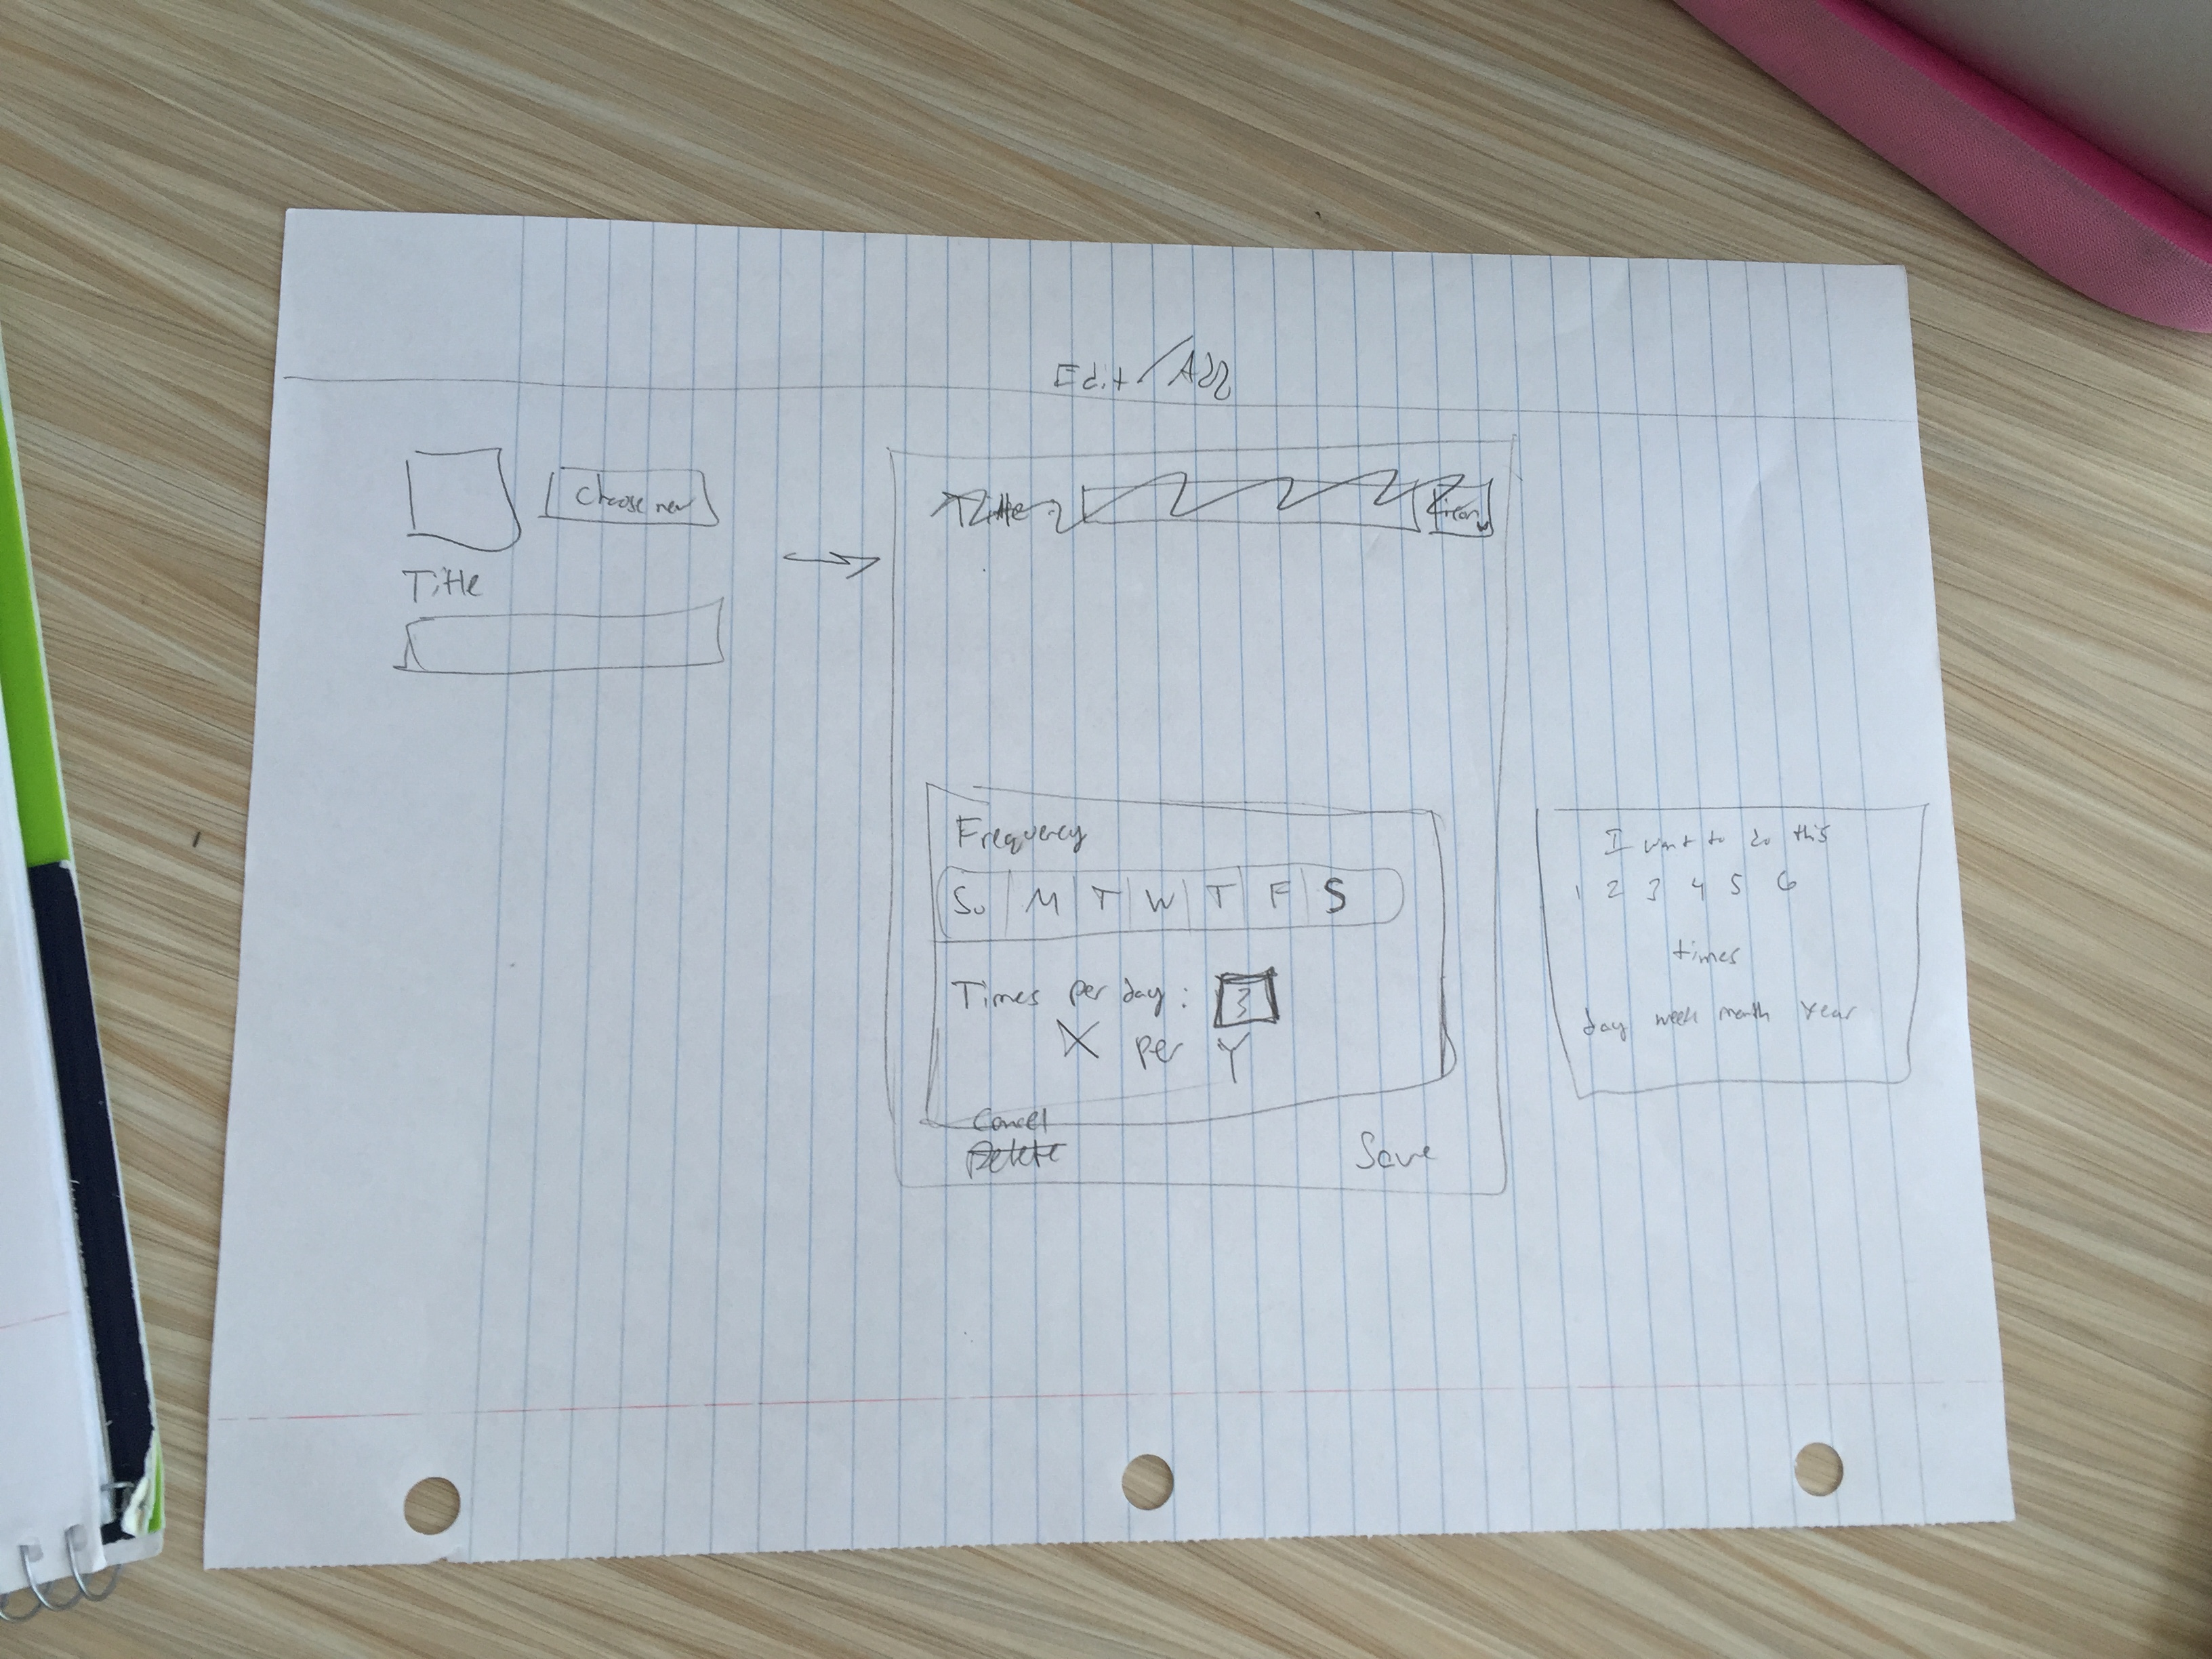 Edit/Add
Choose new
Title
Title:
Icon
Frequency
Su M T W T F S
Times per day: 3
X per Y
Cancel
Delete
Save
I want to do this
1 2 3 4 5 6
times
day week month year